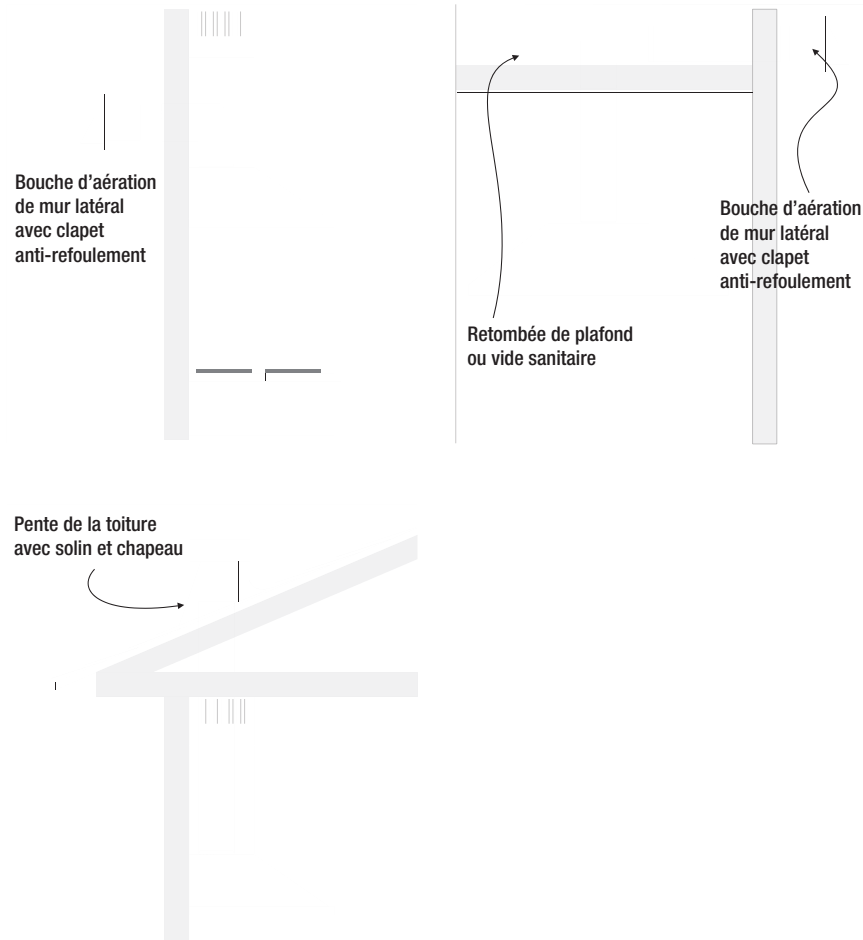 Bouche d’aération
de mur latéral
avec clapet
anti-refoulement
Bouche d’aération
de mur latéral
avec clapet
anti-refoulement
Retombée de plafond
ou vide sanitaire
Pente de la toiture
avec solin et chapeau